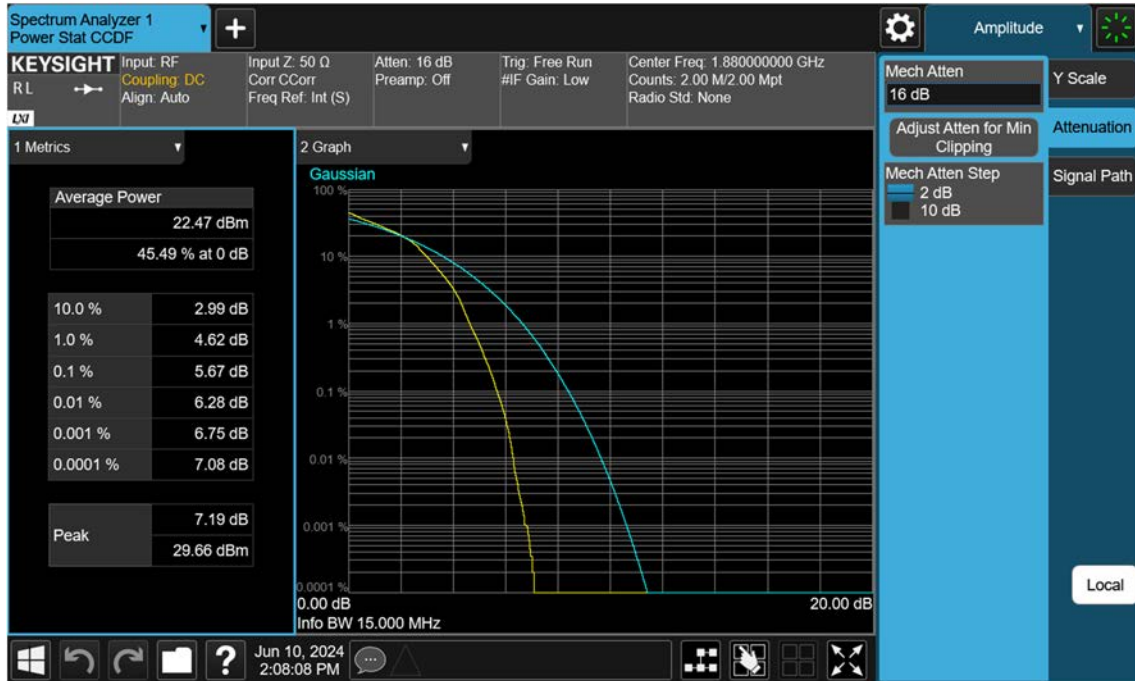 Spectrum Analyzer 1
Power Stat CCDF
Amplitude
KEYSIGHT
R L
LXI
Input: RF
Coupling: DC
Align: Auto
Input Z: 50 Ω
Corr CCorr
Freq Ref: Int (S)
Atten: 16 dB
Preamp: Off
Trig: Free Run
#IF Gain: Low
Center Freq: 1.880000000 GHz
Counts: 2.00 M/2.00 Mpt
Radio Std: None
1 Metrics
Average Power
22.47 dBm
45.49 % at 0 dB
10.0 % 2.99 dB
1.0 % 4.62 dB
0.1 % 5.67 dB
0.01 % 6.28 dB
0.001 % 6.75 dB
0.0001 % 7.08 dB
Peak
7.19 dB
29.66 dBm
2 Graph
Gaussian
100 %
10 %
1 %
0.1 %
0.01 %
0.001 %
0.0001 %
0.00 dB 20.00 dB
Info BW 15.000 MHz
Mech Atten
16 dB
Adjust Atten for Min
Clipping
Mech Atten Step
2 dB
10 dB
Y Scale
Attenuation
Signal Path
Local
?
Jun 10, 2024
2:08:08 PM